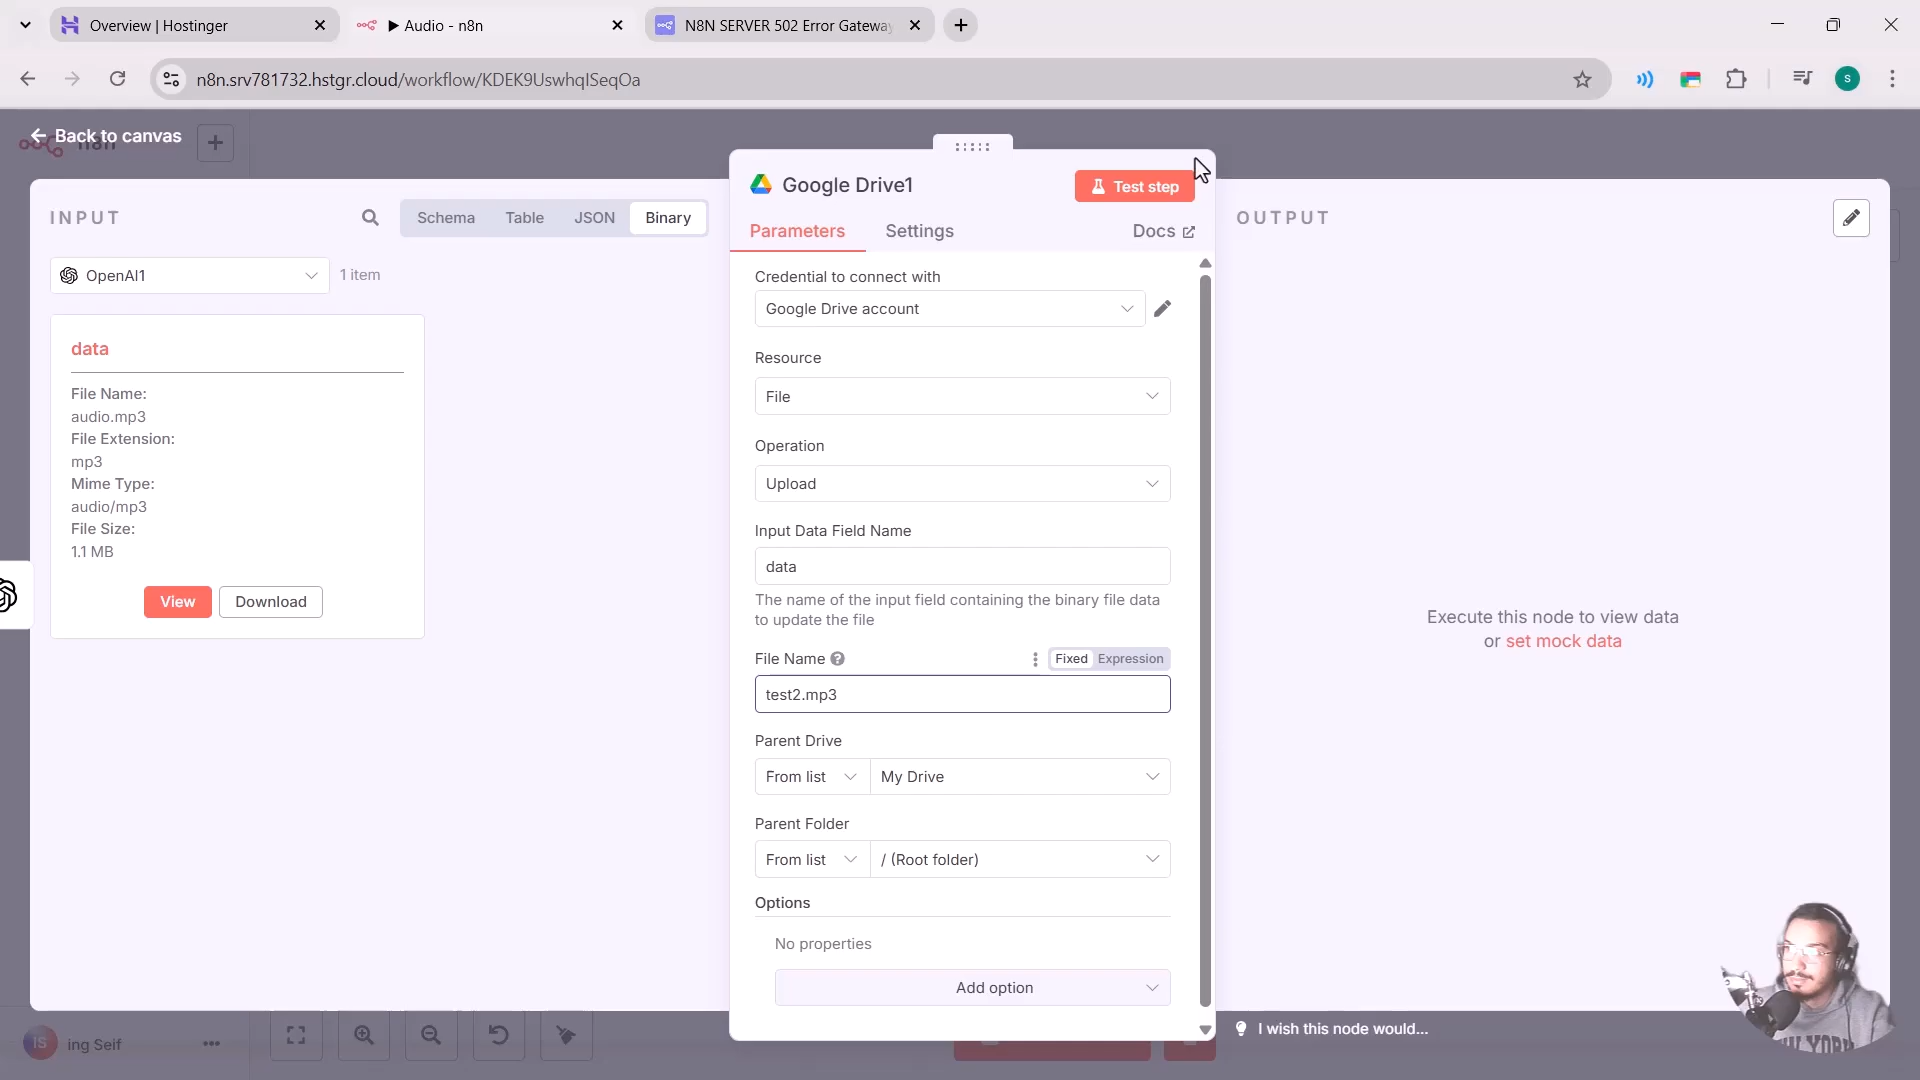 Overview | Hostinger
▶ Audio - n8n
N8N SERVER 502 Error Gateway
n8n.srv781732.hstgr.cloud/workflow/KDEK9UswhqlSeqOa
S
Back to canvas
n8n
INPUT
Schema
Table
JSON
Binary
OpenAI1
1 item
data
File Name:
audio.mp3
File Extension:
mp3
Mime Type:
audio/mp3
File Size:
1.1 MB
View
Download
Google Drive1
Test step
Parameters
Settings
Docs
Credential to connect with
Google Drive account
Resource
File
Operation
Upload
Input Data Field Name
data
The name of the input field containing the binary file data
to update the file
File Name
Fixed
Expression
test2.mp3
Parent Drive
From list
My Drive
Parent Folder
From list
/ (Root folder)
Options
No properties
Add option
OUTPUT
Execute this node to view data
or set mock data
I wish this node would...
IS
ing Seif